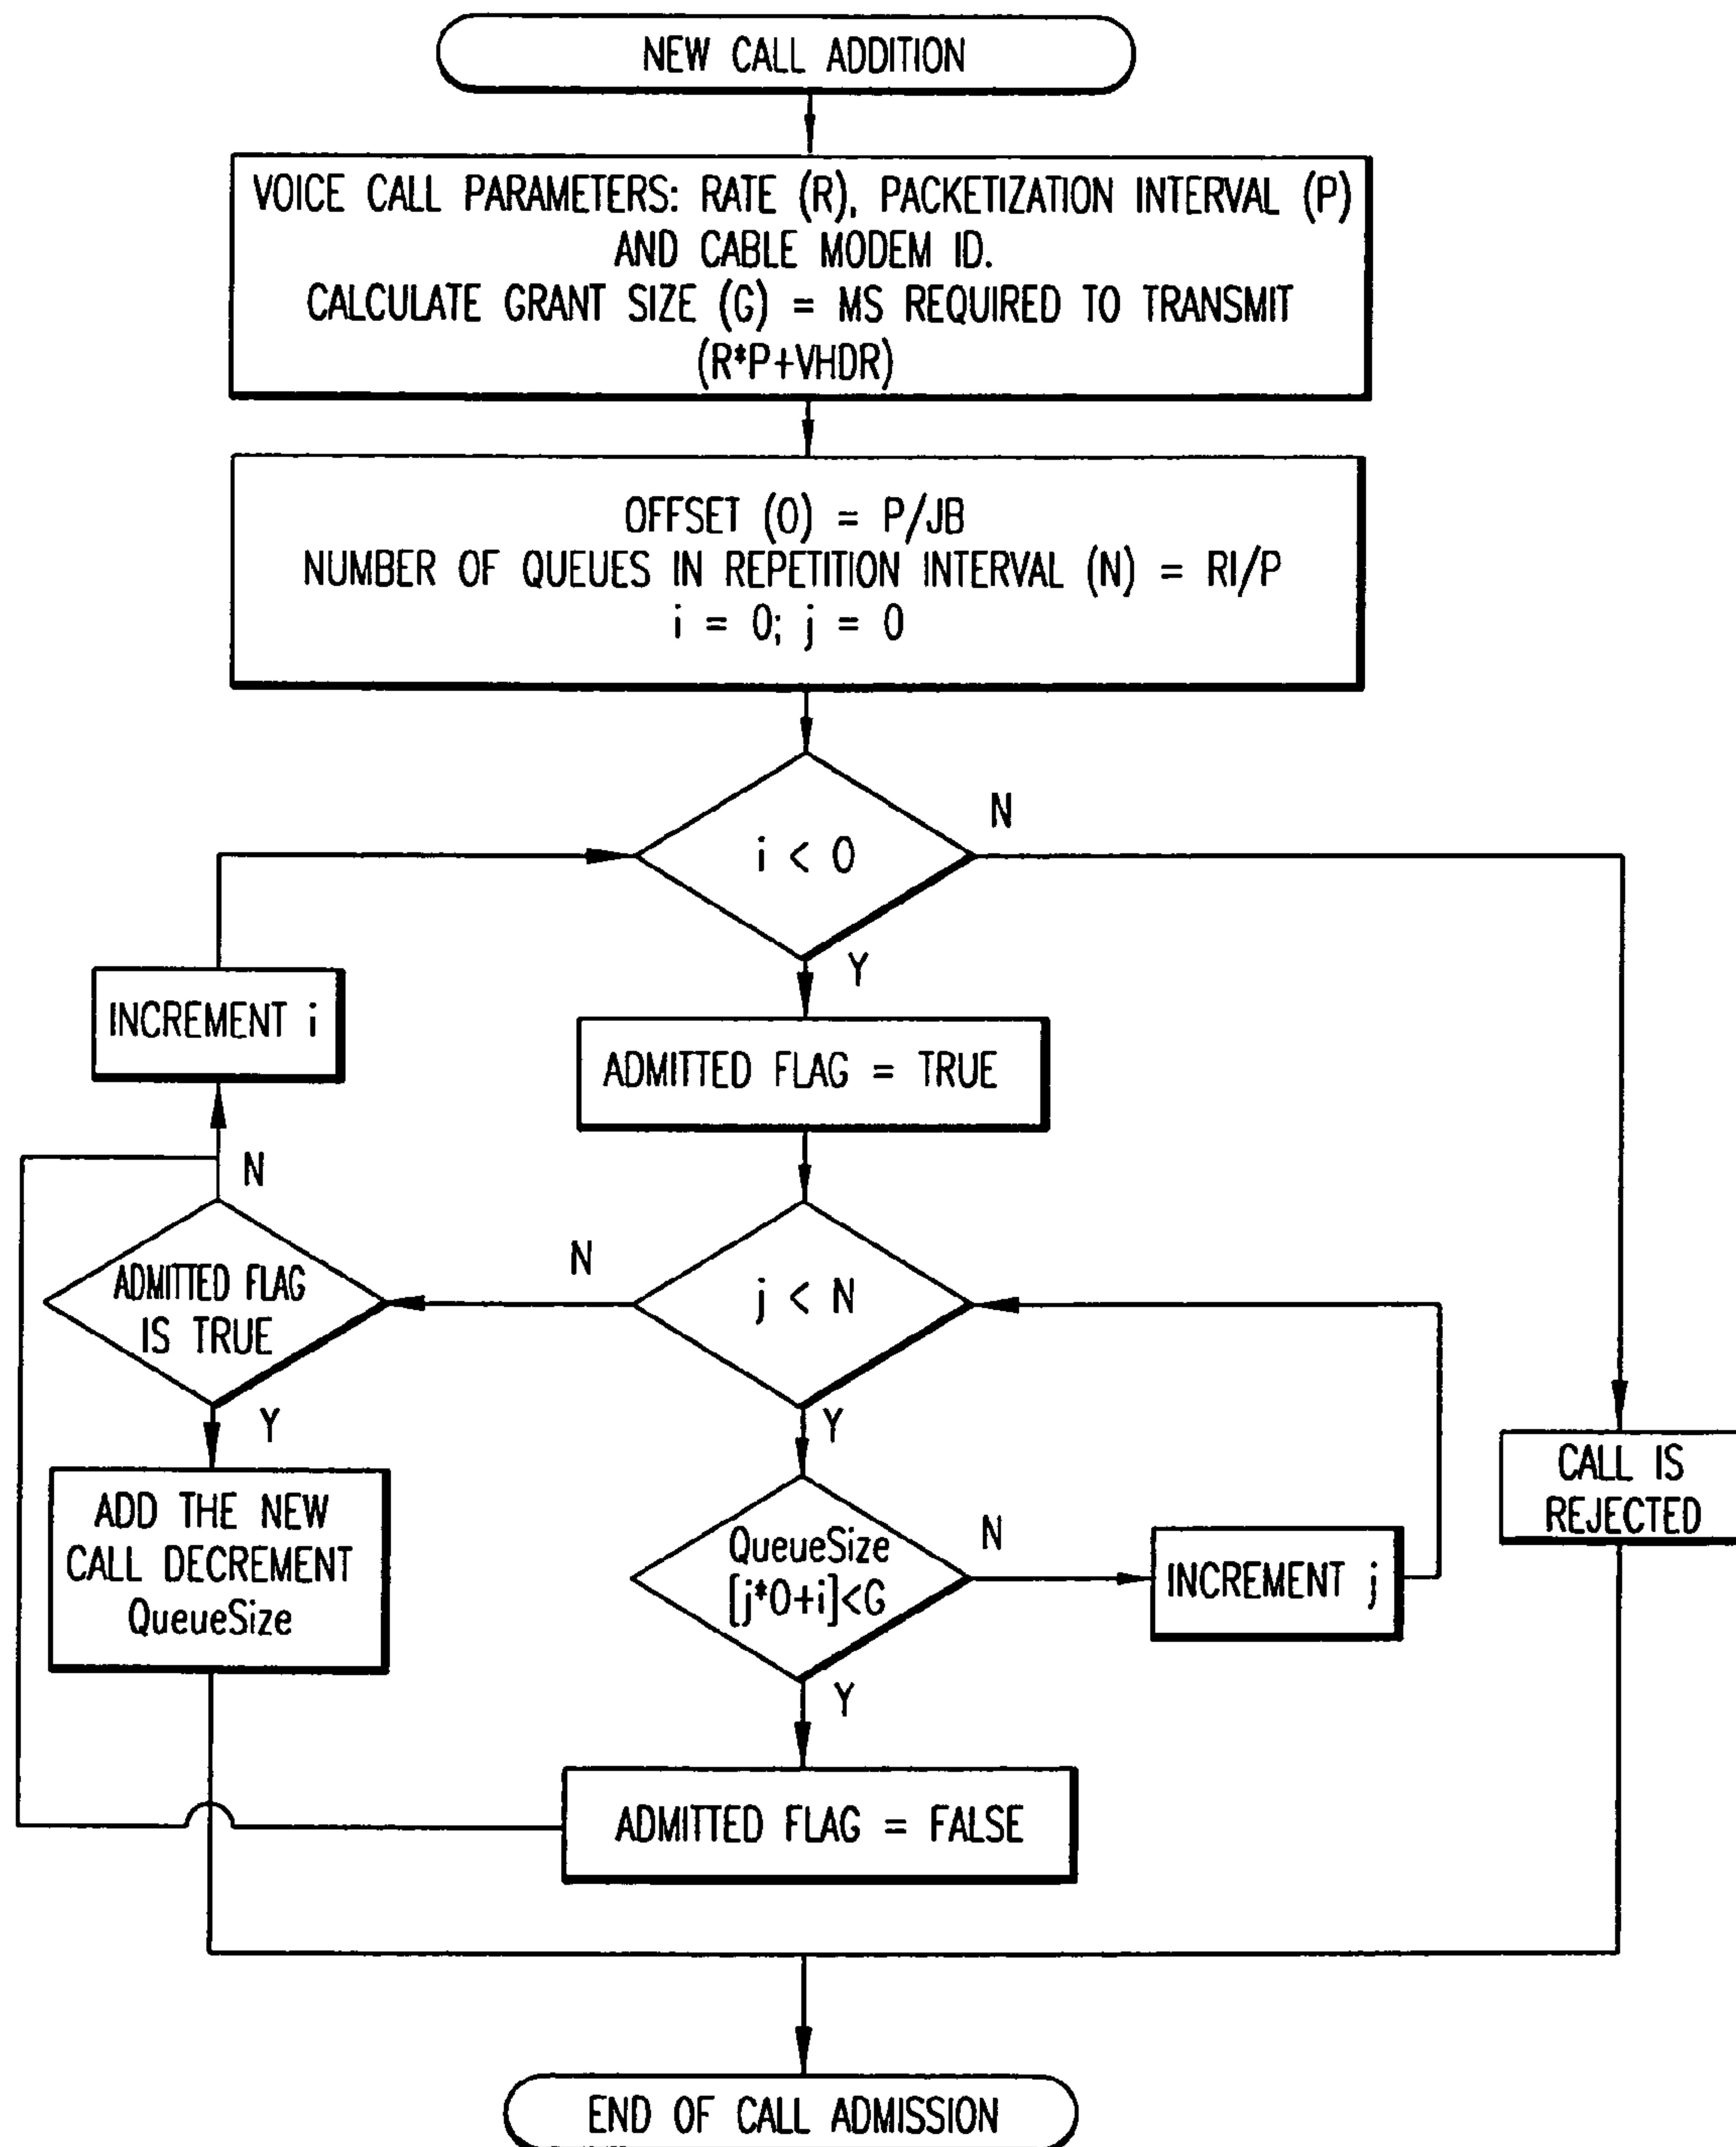 NEW CALL ADDITION
VOICE CALL PARAMETERS: RATE (R), PACKETIZATION INTERVAL (P)
AND CABLE MODEM ID.
CALCULATE GRANT SIZE (G) = MS REQUIRED TO TRANSMIT
(R*P+VHDR)
OFFSET (O) = P/JB
NUMBER OF QUEUES IN REPETITION INTERVAL (N) = RI/P
i = 0; j = 0
i < O
N
Y
INCREMENT i
ADMITTED FLAG = TRUE
N
ADMITTED FLAG
IS TRUE
N
j < N
Y
Y
ADD THE NEW
CALL DECREMENT
QueueSize
QueueSize
[j*O+i]<G
N
INCREMENT j
CALL IS
REJECTED
Y
ADMITTED FLAG = FALSE
END OF CALL ADMISSION